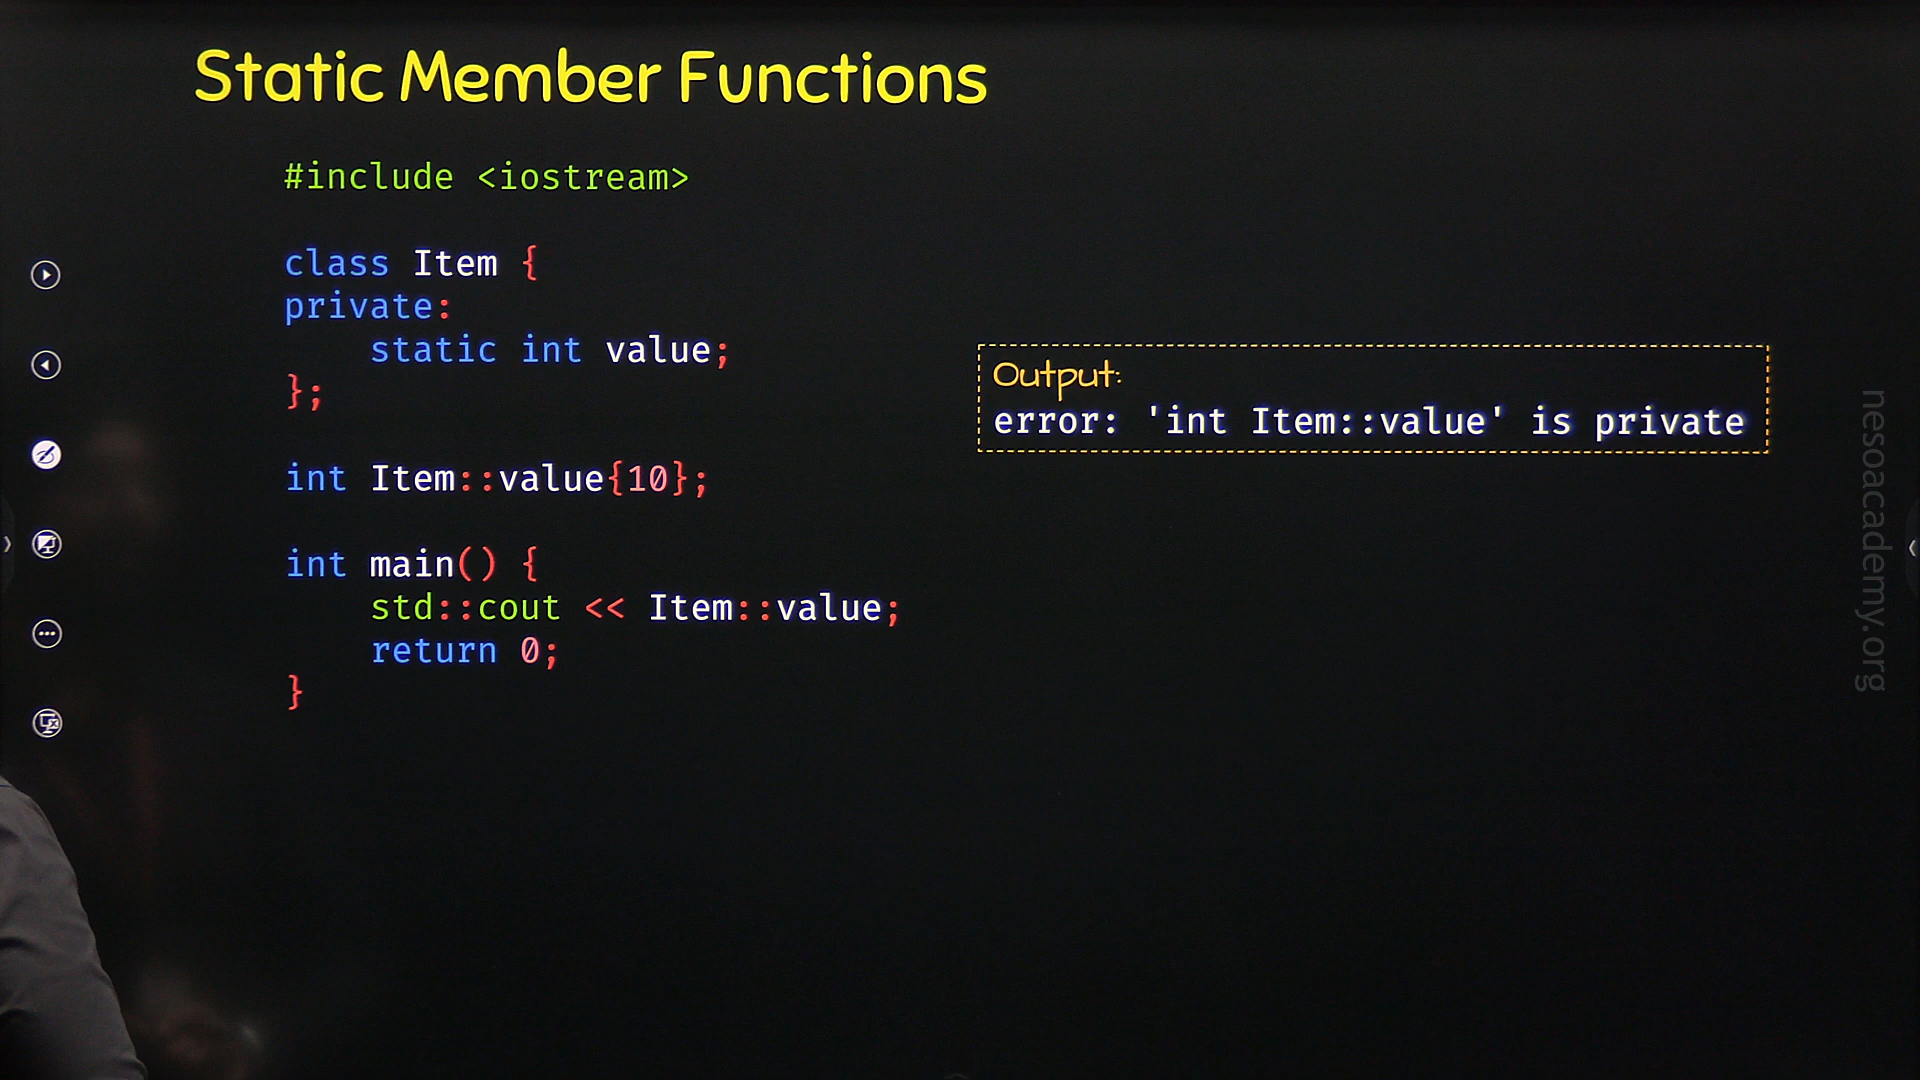 Static Member Functions
#include <iostream>
class Item {
private:
    static int value;
};
int Item::value{10};
int main() {
    std::cout << Item::value;
    return 0;
}
Output:
error: 'int Item::value' is private
nesoacademy.org